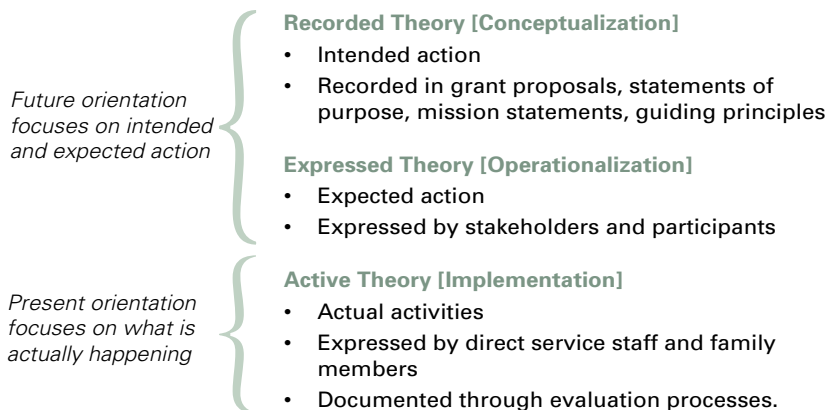 Future orientation
focuses on intended
and expected action
Recorded Theory [Conceptualization]
• Intended action
• Recorded in grant proposals, statements of
purpose, mission statements, guiding principles
Expressed Theory [Operationalization]
• Expected action
• Expressed by stakeholders and participants
Present orientation
focuses on what is
actually happening
Active Theory [Implementation]
• Actual activities
• Expressed by direct service staff and family
members
• Documented through evaluation processes.